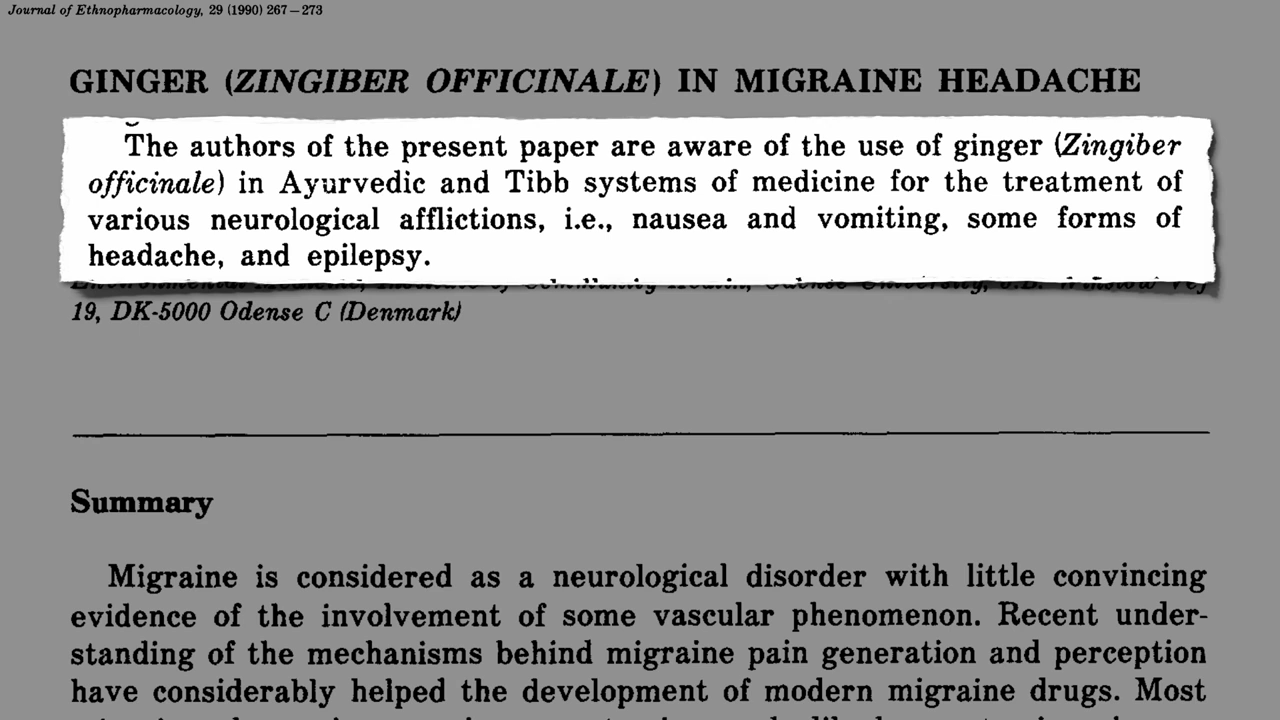 Journal of Ethnopharmacology, 29 (1990) 267–273
GINGER (ZINGIBER OFFICINALE) IN MIGRAINE HEADACHE
The authors of the present paper are aware of the use of ginger (Zingiber
officinale) in Ayurvedic and Tibb systems of medicine for the treatment of
various neurological afflictions, i.e., nausea and vomiting, some forms of
headache, and epilepsy.
19, DK-5000 Odense C (Denmark)
Summary
Migraine is considered as a neurological disorder with little convincing
evidence of the involvement of some vascular phenomenon. Recent under-
standing of the mechanisms behind migraine pain generation and perception
have considerably helped the development of modern migraine drugs. Most